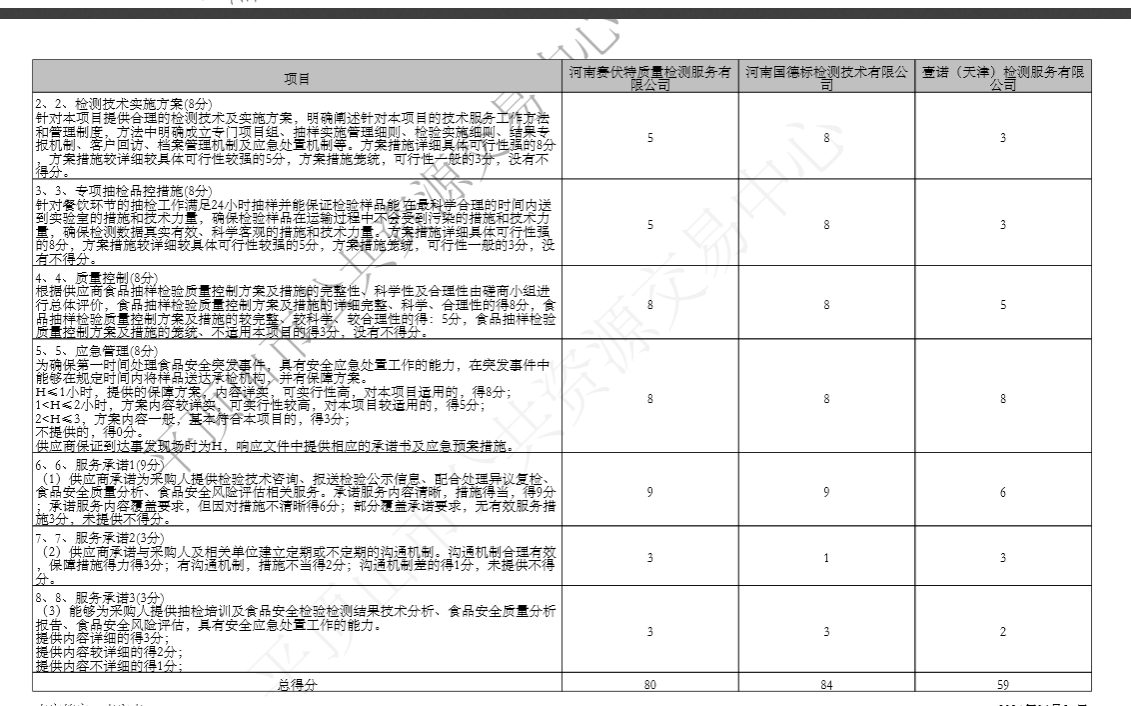 项目 河南赛伏特质量检测服务有限公司 河南国德标检测技术有限公司 壹诺（天津）检测服务有限公司
2、2、检测技术实施方案(8分)
针对本项目提供合理的检测技术及实施方案，明确阐述针对本项目的技术服务工作方法
和管理制度，方法中明确成立专门项目组、抽样实施管理细则、检验实施细则、结果专
报机制、客户回访、档案管理机制及应急处置机制等。方案措施详细具体可行性强的8分
，方案措施较详细较具体可行性较强的5分，方案措施笼统，可行性一般的3分，没有不
得分。
5 8 3
3、3、专项抽检品控措施(8分)
针对餐饮环节的抽检工作满足24小时抽样并能保证检验样品能在最科学合理的时间内送
到实验室的措施和技术力量，确保检验样品在运输过程中不会受到污染的措施和技术力
量，确保检测数据真实有效、科学客观的措施和技术力量。方案措施详细具体可行性强
的8分，方案措施较详细较具体可行性较强的5分，方案措施笼统，可行性一般的3分，没
有不得分。
5 8 3
4、4、质量控制(8分)
根据供应商食品抽样检验质量控制方案及措施的完整性、科学性及合理性由磋商小组进
行总体评价，食品抽样检验质量控制方案及措施的详细完整、科学、合理性的得8分，食
品抽样检验质量控制方案及措施的较完整、较科学、较合理性的得：5分，食品抽样检验
质量控制方案及措施的笼统、不适用本项目的得3分，没有不得分。
8 8 5
5、5、应急管理(8分)
为确保第一时间处理食品安全突发事件，具有安全应急处置工作的能力，在突发事件中
能够在规定时间内将样品送达承检机构，并有保障方案。
H≤1小时，提供的保障方案，内容详实，可实行性高，对本项目适用的，得8分；
1<H≤2小时，方案内容较详实，可实行性较高，对本项目较适用的，得5分；
2<H≤3，方案内容一般，基本符合本项目的，得3分；
不提供的，得0分。
供应商保证到达事发现场时为H，响应文件中提供相应的承诺书及应急预案措施。
8 8 8
6、6、服务承诺1(9分)
（1）供应商承诺为采购人提供检验技术咨询、报送检验公示信息、配合处理异议复检、
食品安全质量分析、食品安全风险评估相关服务。承诺服务内容清晰，措施得当，得9分
；承诺服务内容覆盖要求，但因对措施不清晰得6分；部分覆盖承诺要求，无有效服务措
施3分，未提供不得分。
9 9 6
7、7、服务承诺2(3分)
（2）供应商承诺与采购人及相关单位建立定期或不定期的沟通机制。沟通机制合理有效
，保障措施得力得3分；有沟通机制，措施不当得2分；沟通机制差的得1分，未提供不得
分。
3 1 3
8、8、服务承诺3(3分)
（3）能够为采购人提供抽检培训及食品安全检验检测结果技术分析、食品安全质量分析
报告、食品安全风险评估，具有安全应急处置工作的能力。
提供内容详细的得3分；
提供内容较详细的得2分；
提供内容不详细的得1分；
3 3 2
总得分 80 84 59
平顶山市公共资源交易中心
平顶山市公共资源交易中心